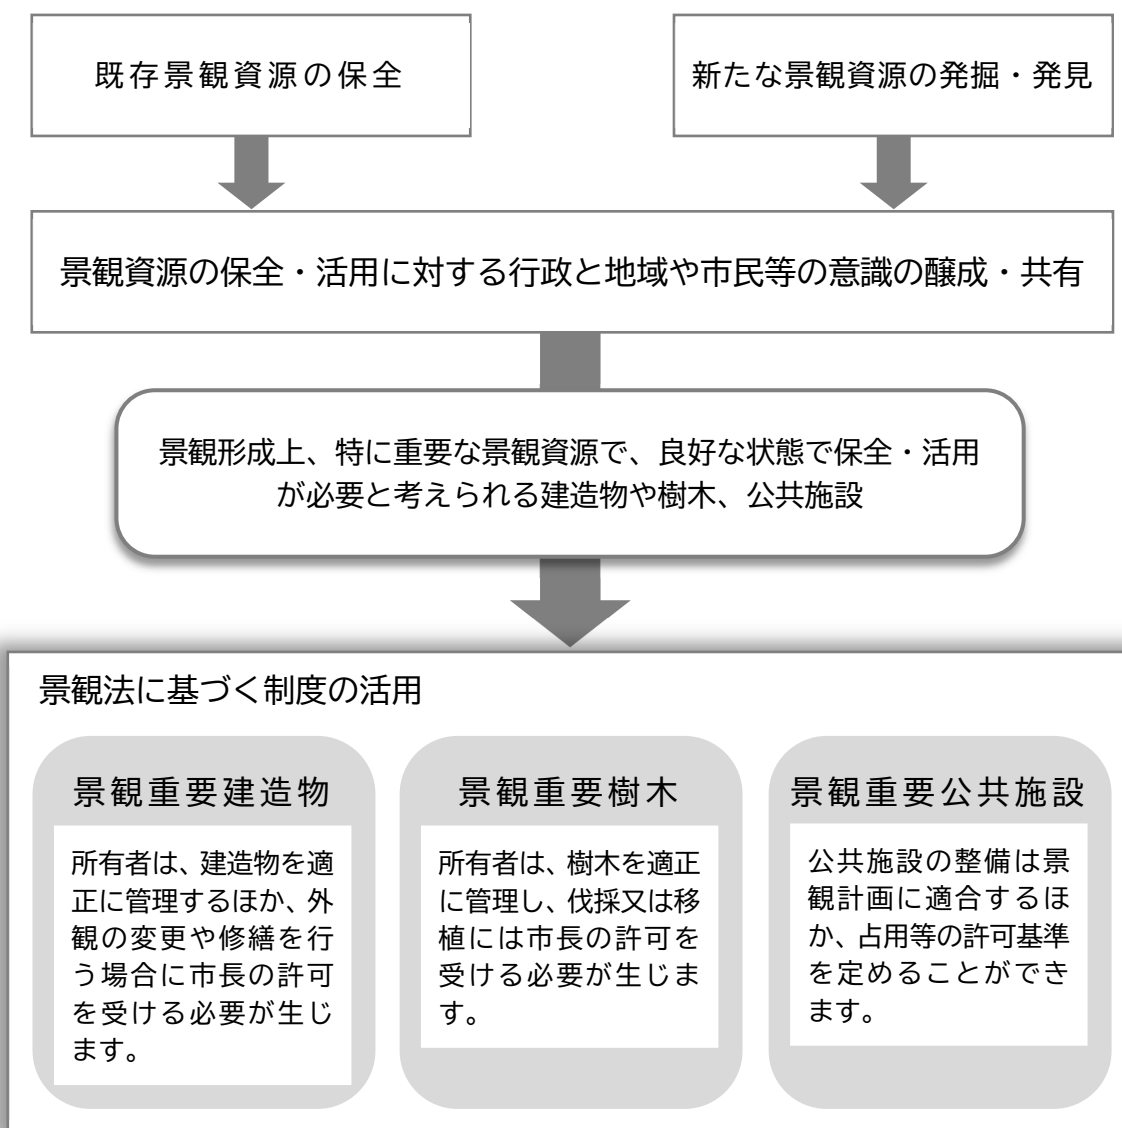 既存景観資源の保全
新たな景観資源の発掘・発見
景観資源の保全・活用に対する行政と地域や市民等の意識の醸成・共有
景観形成上、特に重要な景観資源で、良好な状態で保全・活用
が必要と考えられる建造物や樹木、公共施設
景観法に基づく制度の活用
景観重要建造物
所有者は、建造物を適
正に管理するほか、外
観の変更や修繕を行
う場合に市長の許可
を受ける必要が生じ
ます。
景観重要樹木
所有者は、樹木を適正
に管理し、伐採又は移
植には市長の許可を
受ける必要が生じま
す。
景観重要公共施設
公共施設の整備は景
観計画に適合するほ
か、占用等の許可基準
を定めることができ
ます。